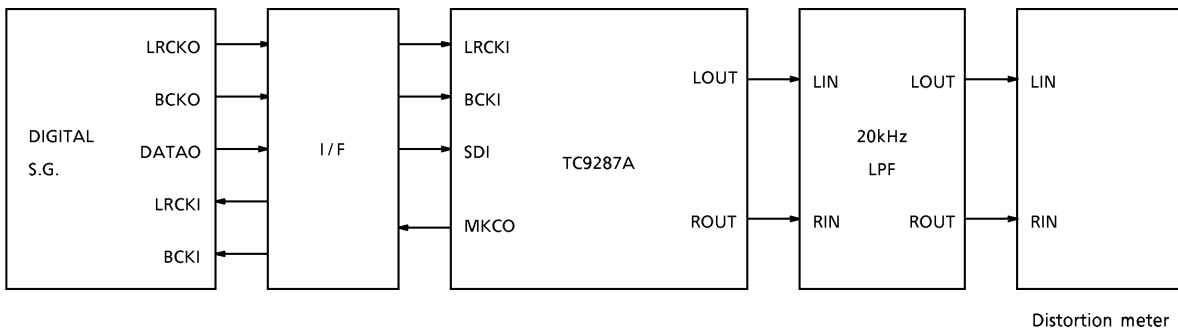 DIGITAL
S.G.
LRCKO
BCKO
DATAO
LRCKI
BCKI
I/F
LRCKI
BCKI
SDI
MKCO
TC9287A
LOUT
ROUT
LIN
RIN
20kHz
LPF
LOUT
ROUT
LIN
RIN
Distortion meter